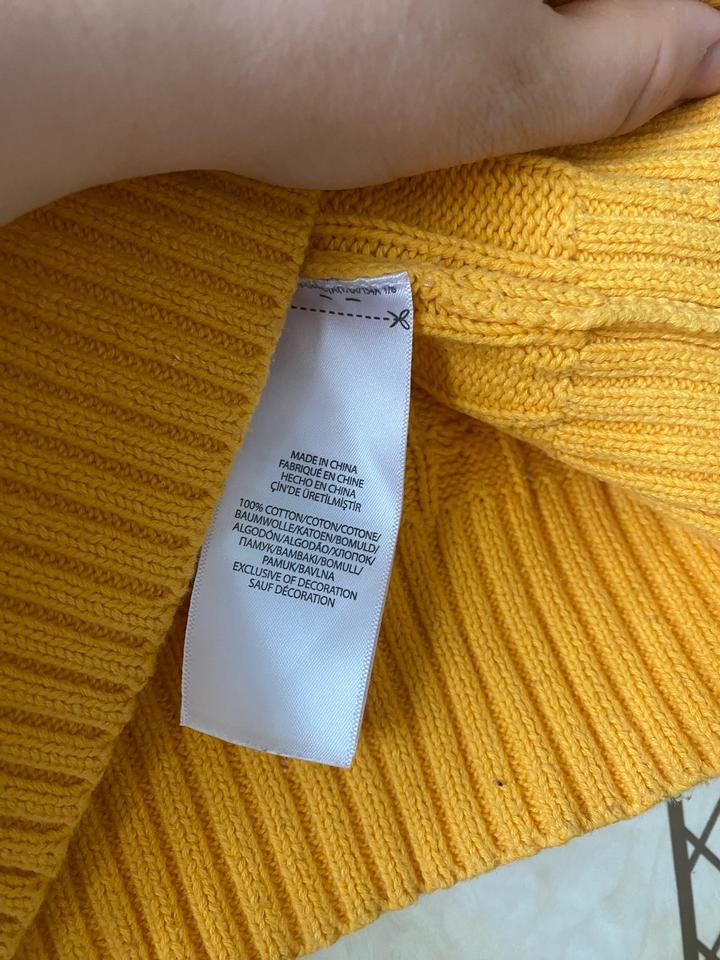 MADE IN CHINA
FABRIQUÉ EN CHINE
HECHO EN CHINA
ÇİN'DE ÜRETİLMİŞTİR
100% COTTON/COTON/COTONE/
BAUMWOLLE/KATOEN/BOMULD/
ALGODÓN/ALGODÃO/ХЛОПОК/
ПАМУК/BAMBAKI/BOMULL/
PAMUK/BAVLNA
EXCLUSIVE OF DECORATION
SAUF DÉCORATION